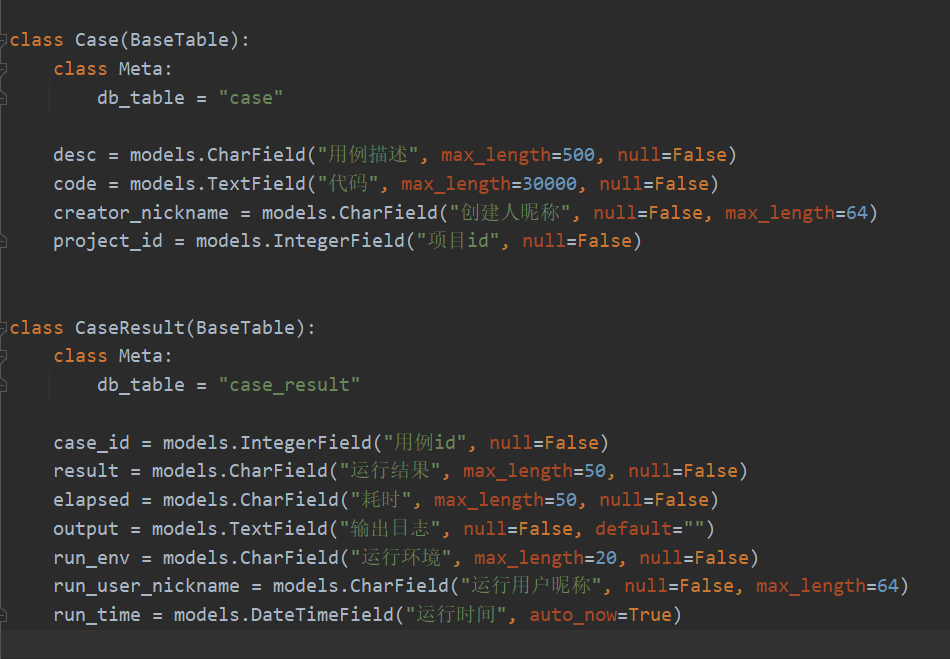 class Case(BaseTable):
    class Meta:
        db_table = "case"
    desc = models.CharField("用例描述", max_length=500, null=False)
    code = models.TextField("代码", max_length=30000, null=False)
    creator_nickname = models.CharField("创建人昵称", null=False, max_length=64)
    project_id = models.IntegerField("项目id", null=False)
class CaseResult(BaseTable):
    class Meta:
        db_table = "case_result"
    case_id = models.IntegerField("用例id", null=False)
    result = models.CharField("运行结果", max_length=50, null=False)
    elapsed = models.CharField("耗时", max_length=50, null=False)
    output = models.TextField("输出日志", null=False, default="")
    run_env = models.CharField("运行环境", max_length=20, null=False)
    run_user_nickname = models.CharField("运行用户昵称", null=False, max_length=64)
    run_time = models.DateTimeField("运行时间", auto_now=True)